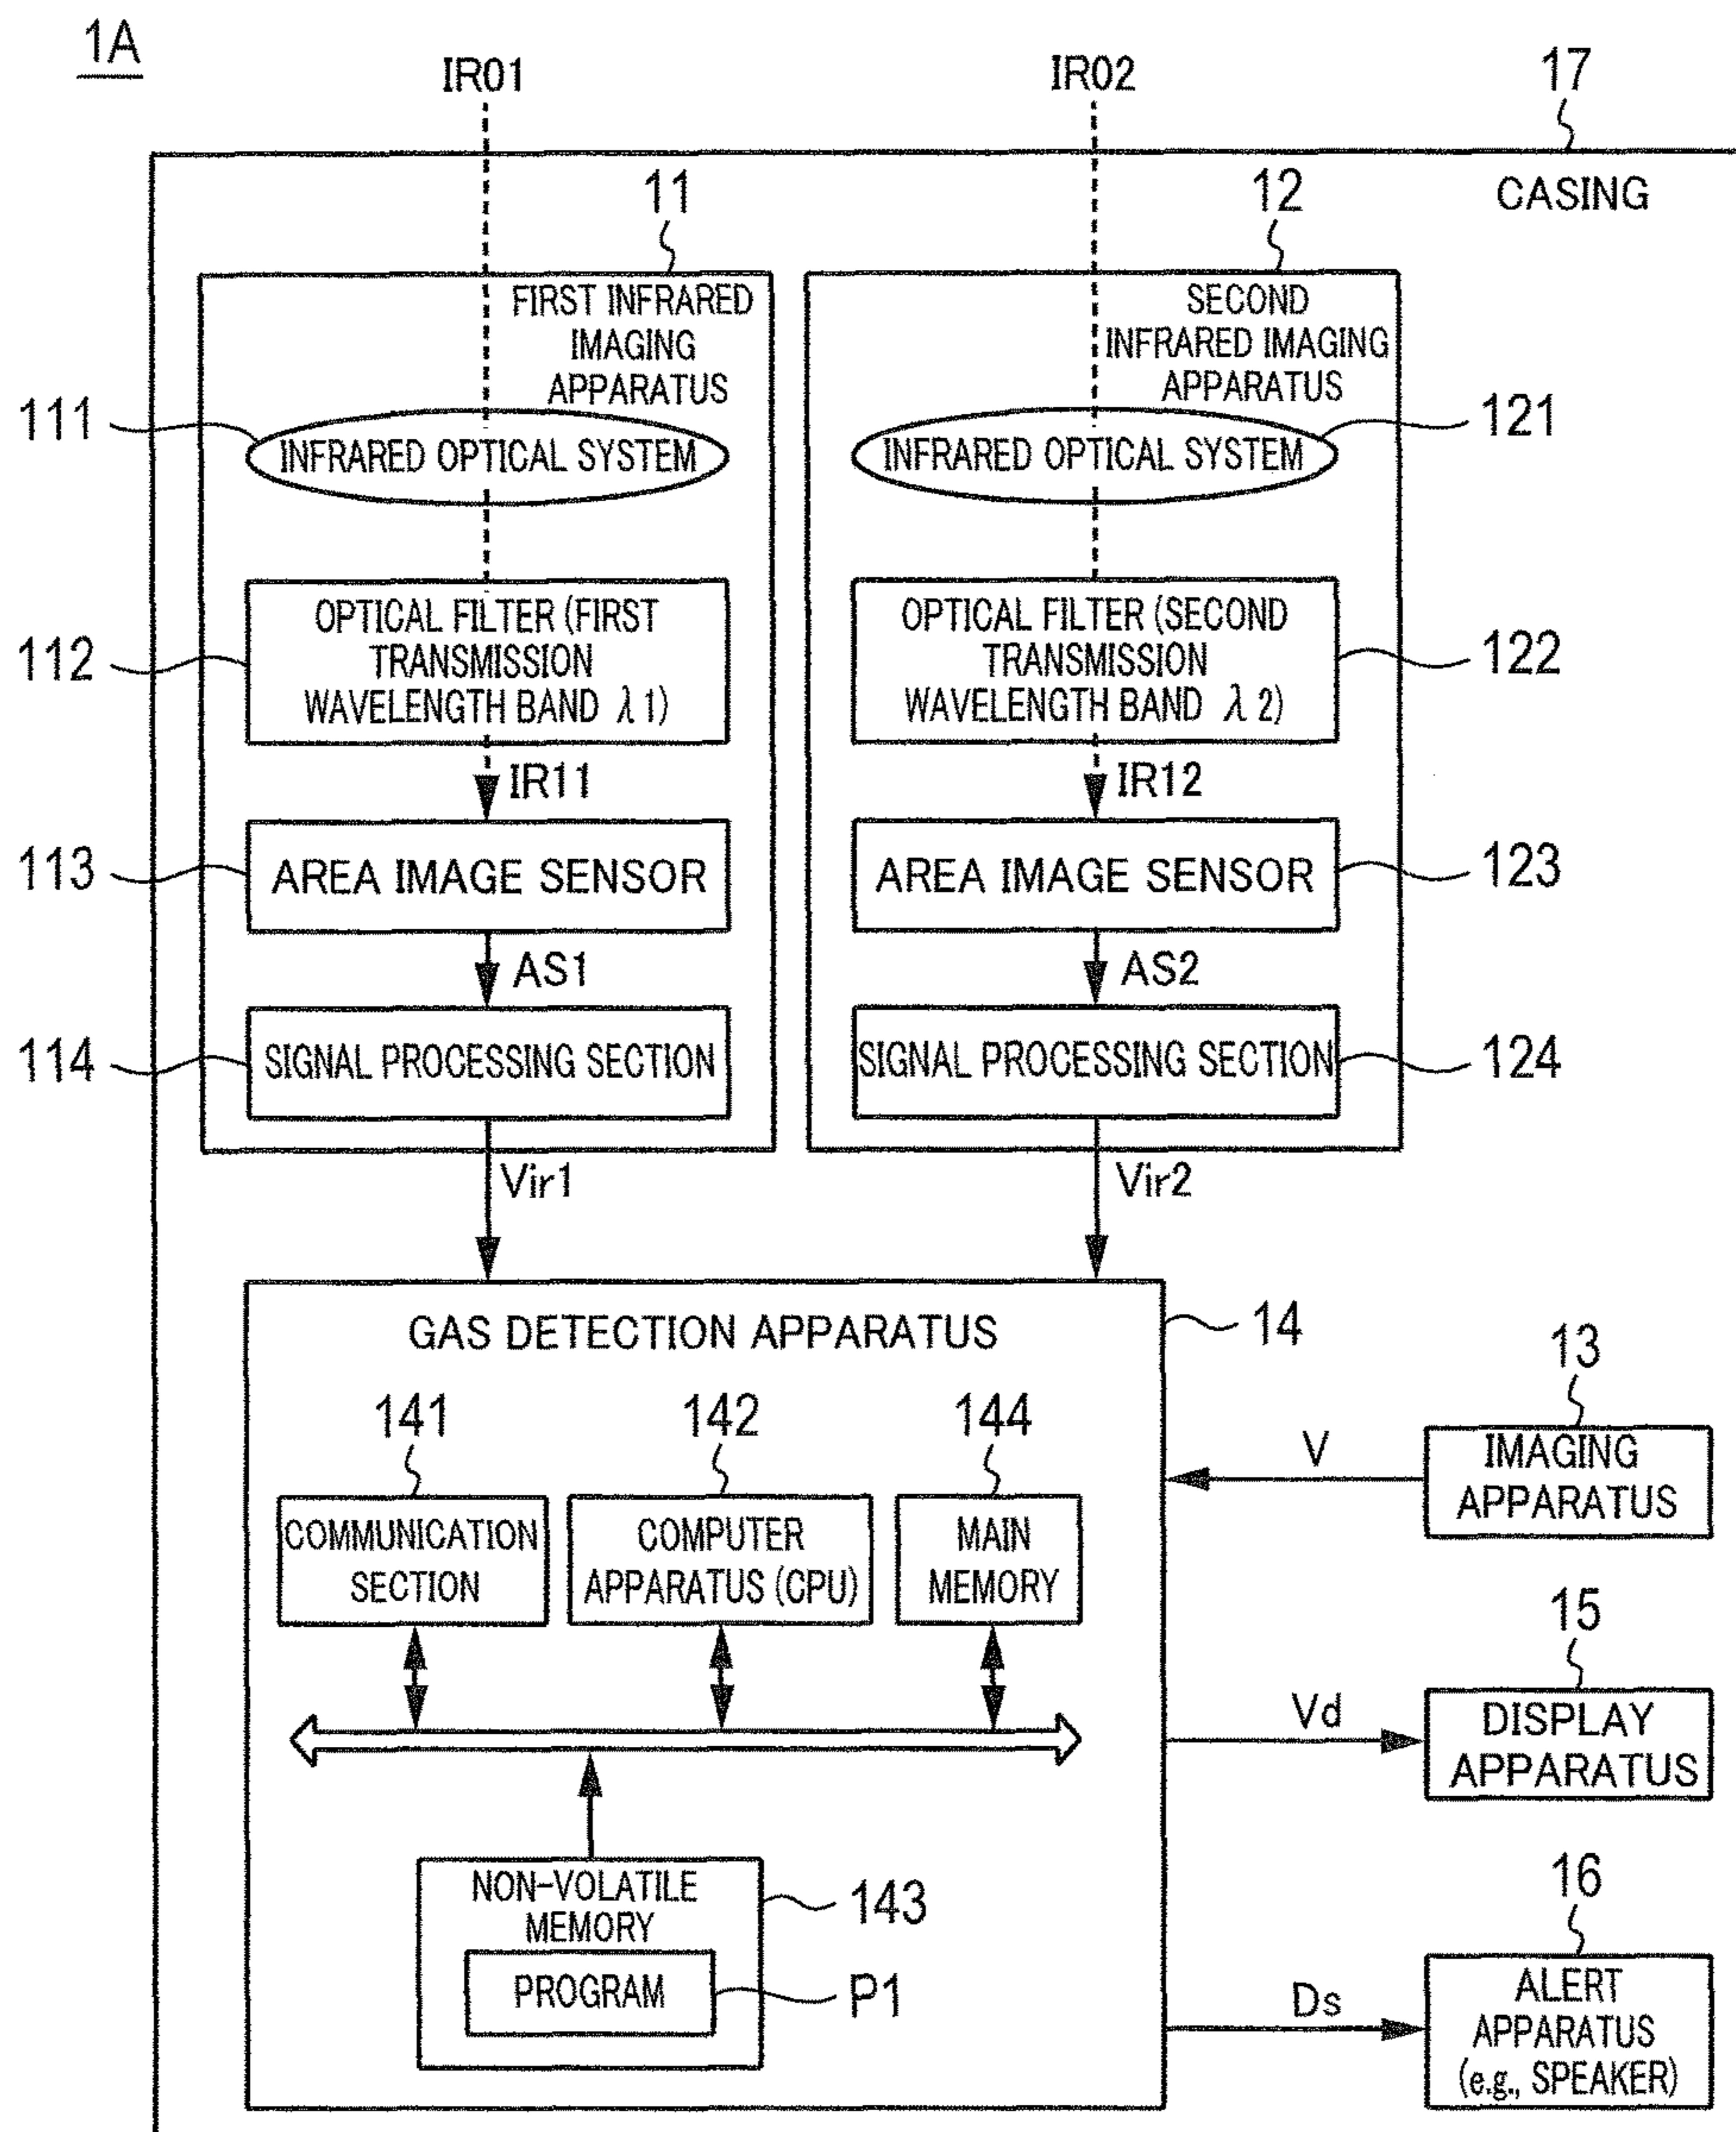 1A
IR01
IR02
17
CASING
11
12
FIRST INFRARED
IMAGING
APPARATUS
SECOND
INFRARED IMAGING
APPARATUS
111
INFRARED OPTICAL SYSTEM
INFRARED OPTICAL SYSTEM
121
112
OPTICAL FILTER (FIRST
TRANSMISSION
WAVELENGTH BAND λ1)
OPTICAL FILTER (SECOND
TRANSMISSION
WAVELENGTH BAND λ2)
122
IR11
IR12
113
AREA IMAGE SENSOR
AREA IMAGE SENSOR
123
AS1
AS2
114
SIGNAL PROCESSING SECTION
SIGNAL PROCESSING SECTION
124
Vir1
Vir2
GAS DETECTION APPARATUS
14
13
141
142
144
V
IMAGING
APPARATUS
COMMUNICATION
SECTION
COMPUTER
APPARATUS (CPU)
MAIN
MEMORY
15
Vd
DISPLAY
APPARATUS
NON-VOLATILE
MEMORY
143
PROGRAM
P1
16
Ds
ALERT
APPARATUS
(e.g., SPEAKER)